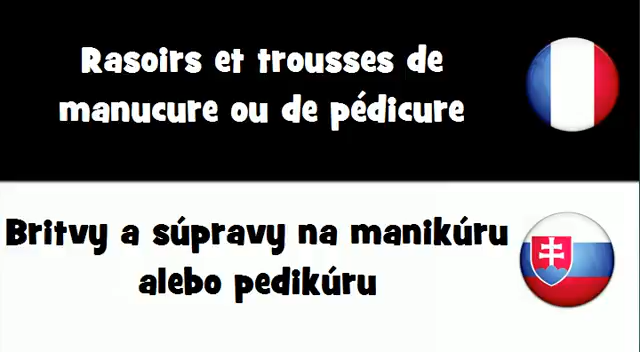 Rasoirs et trousses de
manucure ou de pédicure
Britvy a súpravy na manikúru
alebo pedikúru